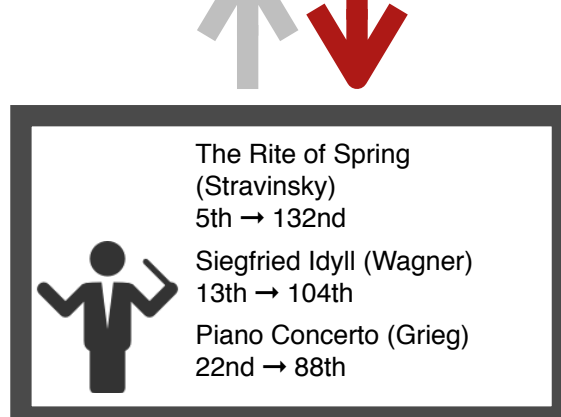 The Rite of Spring
(Stravinsky)
5th → 132nd
Siegfried Idyll (Wagner)
13th → 104th
Piano Concerto (Grieg)
22nd → 88th